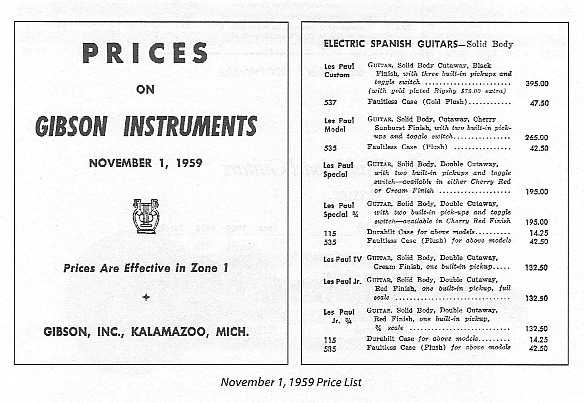 PRICES
ON
GIBSON INSTRUMENTS
NOVEMBER 1, 1959
Prices Are Effective in Zone 1
GIBSON, INC., KALAMAZOO, MICH.
ELECTRIC SPANISH GUITARS—Solid Body
Les Paul Custom GUITAR, Solid Body Cutaway, Black
Finish, with three built-in pickups and
toggle switch 395.00
(with gold plated Bigsby $75.00 extra)
537 Faultless Case (Gold Plush) 47.50
Les Paul Model GUITAR, Solid Body, Cutaway, Cherry
Sunburst Finish, with two built-in pick-
ups and toggle switch 265.00
535 Faultless Case (Plush) 42.50
Les Paul Special GUITAR, Solid Body, Double Cutaway,
with two built-in pickups and toggle
switch—available in either Cherry Red
or Cream Finish 195.00
Les Paul Special ¾ GUITAR, Solid Body, Double Cutaway,
with two built-in pick-ups and toggle
switch—available in Cherry Red Finish 195.00
115 Durabilt Case for above models 14.25
535 Faultless Case (Plush) for above models 42.50
Les Paul TV GUITAR, Solid Body, Double Cutaway,
Cream Finish, one built-in pickup 132.50
Les Paul Jr. GUITAR, Solid Body, Double Cutaway,
Red Finish, one built-in pickup, full
scale 132.50
Les Paul Jr. ¾ GUITAR, Solid Body, Double Cutaway,
Red Finish, one built-in pickup,
¾ scale 132.50
115 Durabilt Case for above models 14.25
535 Faultless Case (Plush) for above models 42.50
November 1, 1959 Price List